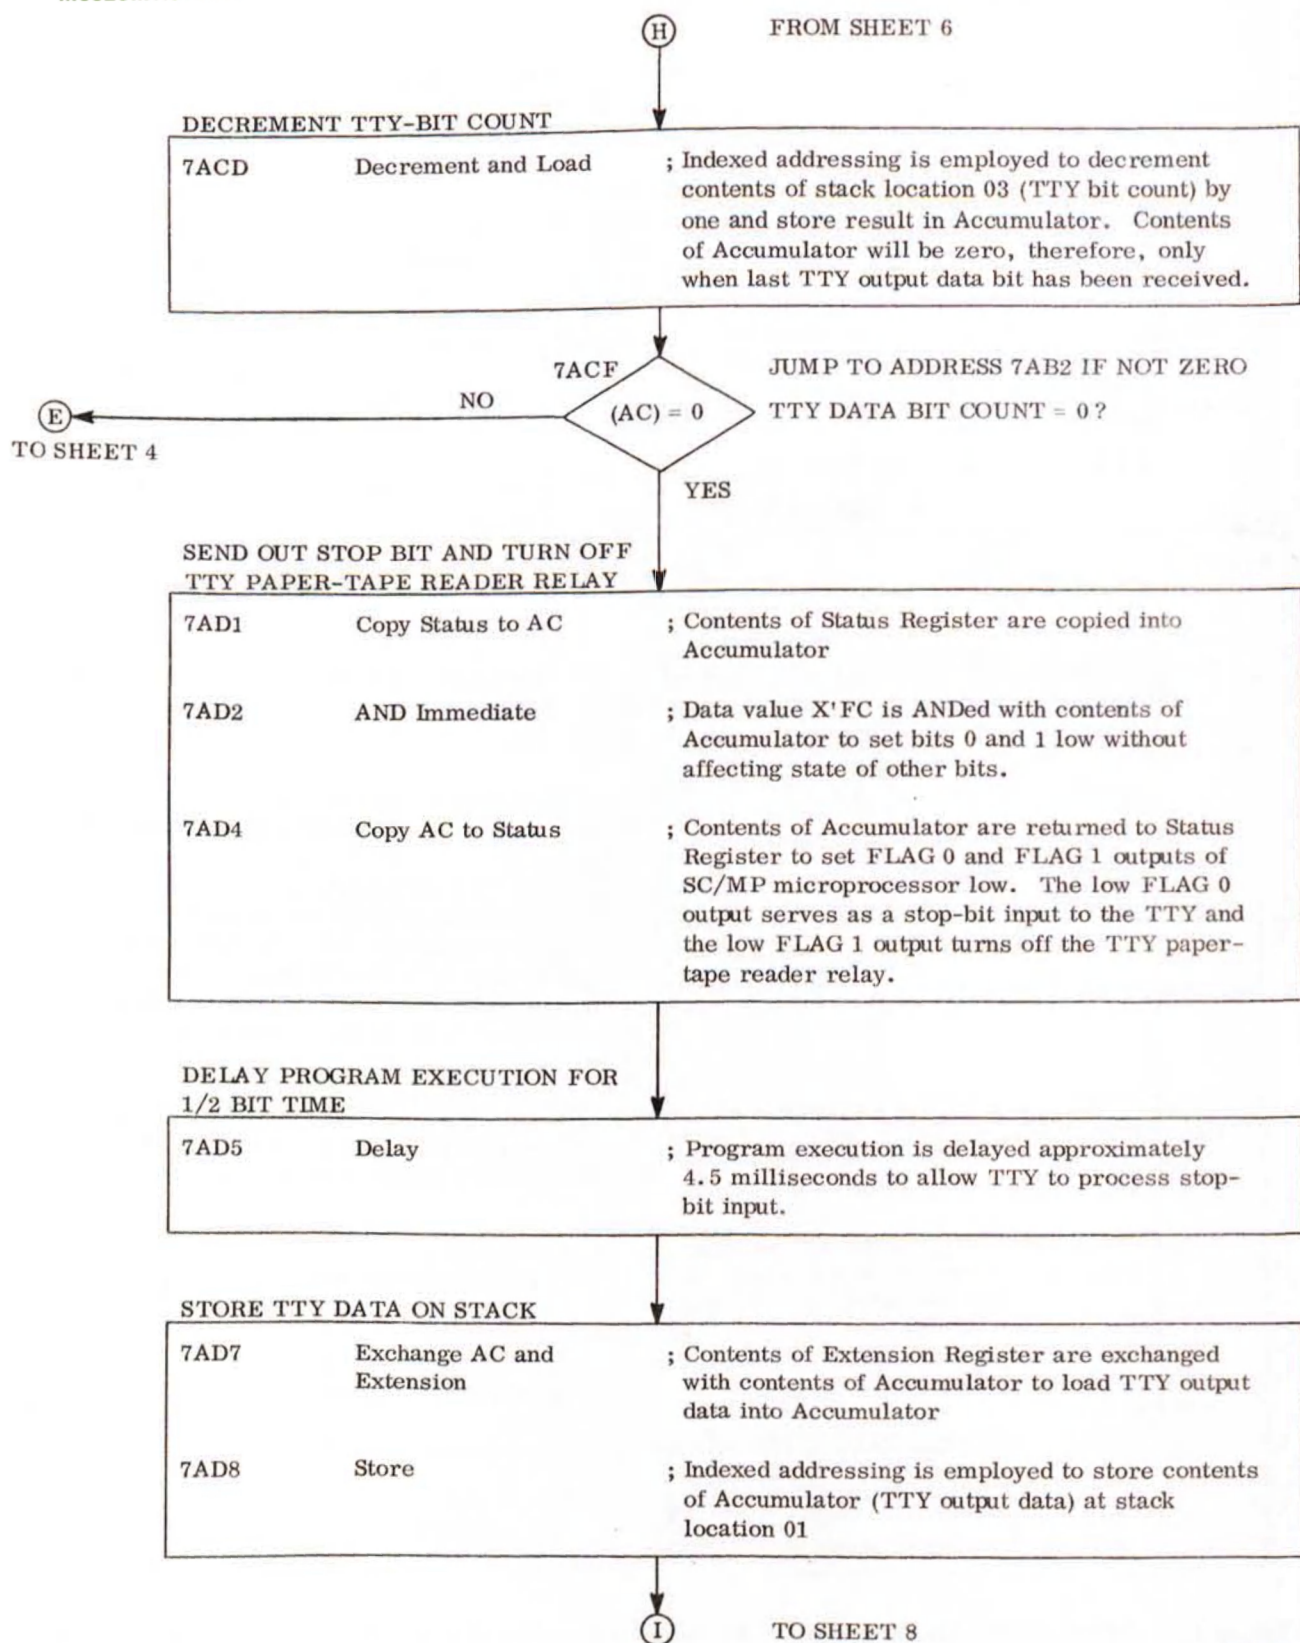 H FROM SHEET 6
DECREMENT TTY-BIT COUNT
7ACD Decrement and Load ; Indexed addressing is employed to decrement
contents of stack location 03 (TTY bit count) by
one and store result in Accumulator. Contents
of Accumulator will be zero, therefore, only
when last TTY output data bit has been received.
7ACF JUMP TO ADDRESS 7AB2 IF NOT ZERO
E NO (AC) = 0 TTY DATA BIT COUNT = 0?
TO SHEET 4
YES
SEND OUT STOP BIT AND TURN OFF
TTY PAPER-TAPE READER RELAY
7AD1 Copy Status to AC ; Contents of Status Register are copied into
Accumulator
7AD2 AND Immediate ; Data value X'FC is ANDed with contents of
Accumulator to set bits 0 and 1 low without
affecting state of other bits.
7AD4 Copy AC to Status ; Contents of Accumulator are returned to Status
Register to set FLAG 0 and FLAG 1 outputs of
SC/MP microprocessor low. The low FLAG 0
output serves as a stop-bit input to the TTY and
the low FLAG 1 output turns off the TTY paper-
tape reader relay.
DELAY PROGRAM EXECUTION FOR
1/2 BIT TIME
7AD5 Delay ; Program execution is delayed approximately
4.5 milliseconds to allow TTY to process stop-
bit input.
STORE TTY DATA ON STACK
7AD7 Exchange AC and ; Contents of Extension Register are exchanged
Extension with contents of Accumulator to load TTY output
data into Accumulator
7AD8 Store ; Indexed addressing is employed to store contents
of Accumulator (TTY output data) at stack
location 01
I TO SHEET 8